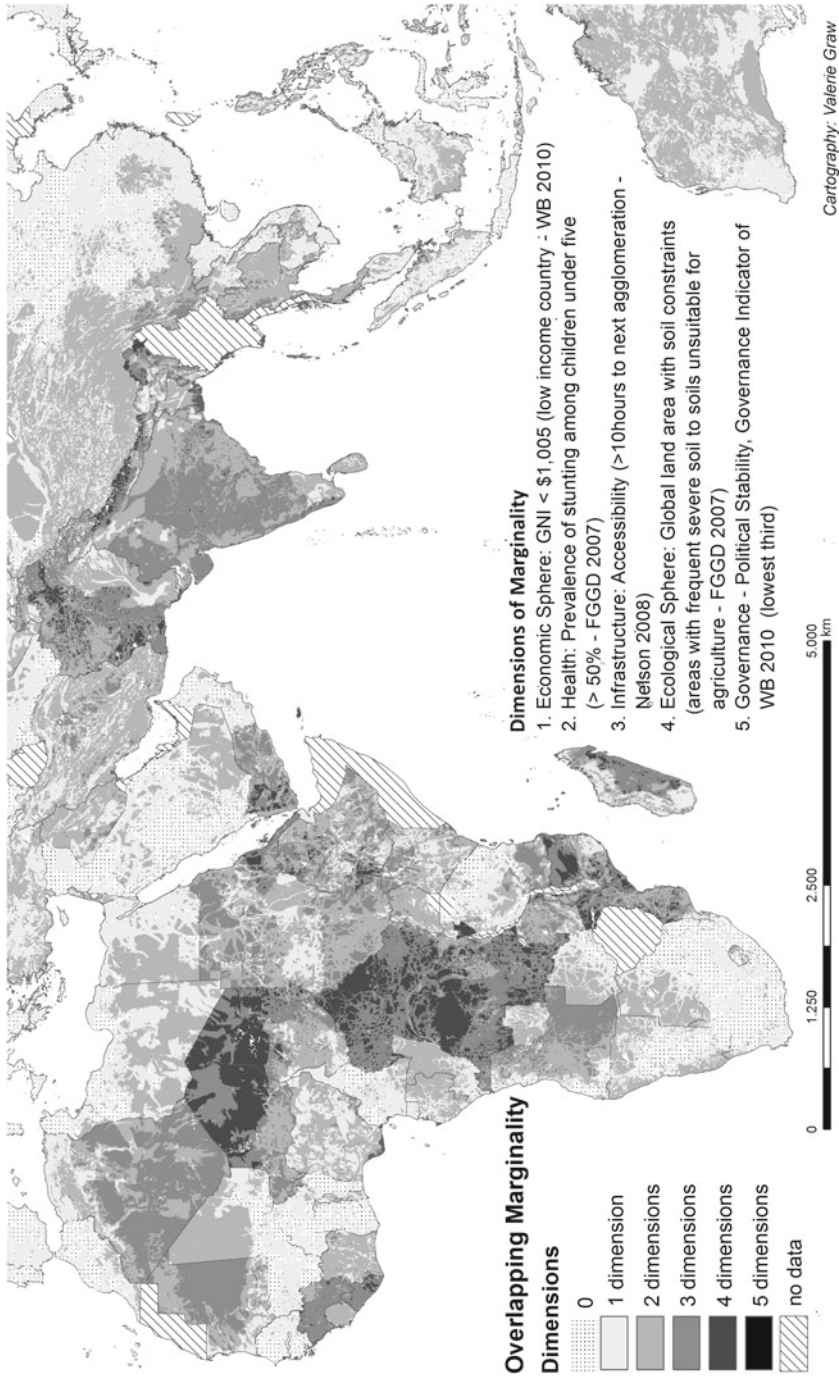 Overlapping Marginality
Dimensions
0
1 dimension
2 dimensions
3 dimensions
4 dimensions
5 dimensions
no data
0
1.250
2.500
5.000
km
Dimensions of Marginality
1. Economic Sphere: GNI < $1,005 (low income country - WB 2010)
2. Health: Prevalence of stunting among children under five
(> 50% - FGGD 2007)
3. Infrastructure: Accessibility (>10hours to next agglomeration -
Nelson 2008)
4. Ecological Sphere: Global land area with soil constraints
(areas with frequent severe soil to soils unsuitable for
agriculture - FGGD 2007)
5. Governance - Political Stability, Governance Indicator of
WB 2010 (lowest third)
Cartography: Valerie Graw